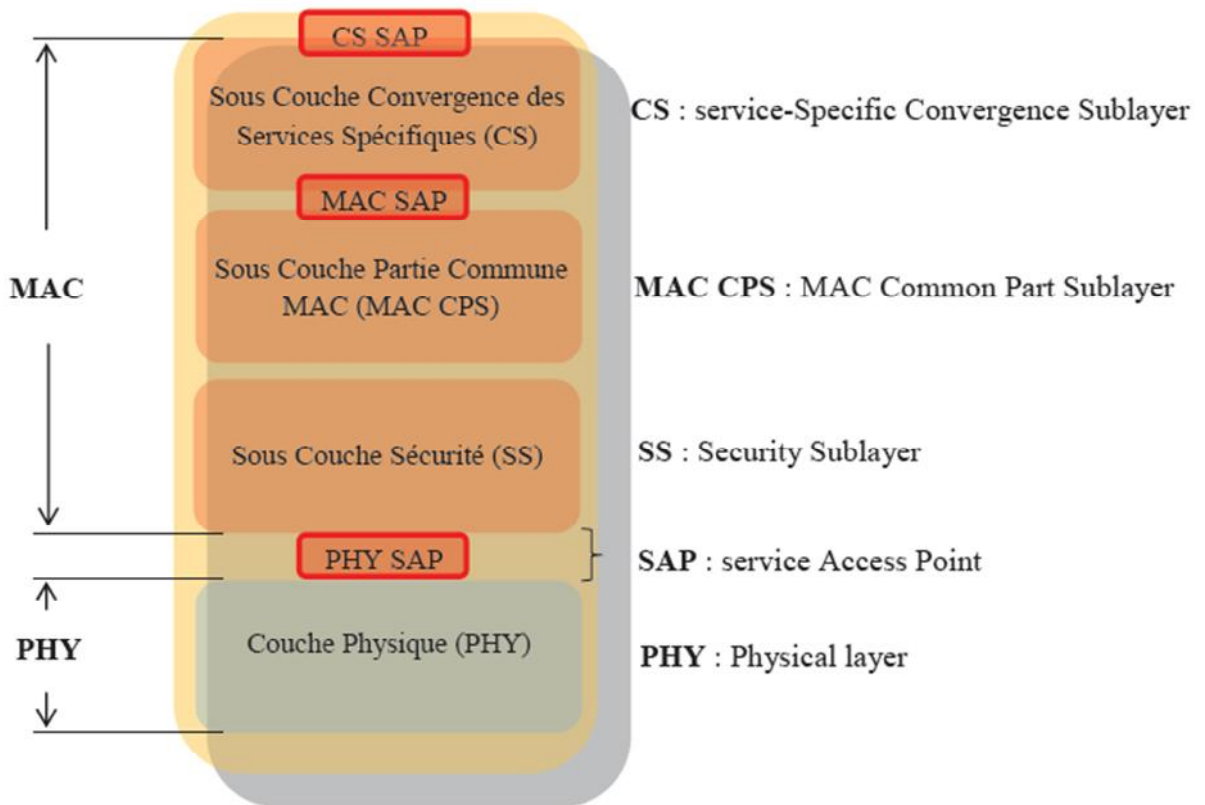 CS SAP
Sous Couche Convergence des
Services Spécifiques (CS)
CS : service-Specific Convergence Sublayer
MAC SAP
MAC
Sous Couche Partie Commune
MAC (MAC CPS)
MAC CPS : MAC Common Part Sublayer
Sous Couche Sécurité (SS)
SS : Security Sublayer
PHY SAP
SAP : service Access Point
PHY
Couche Physique (PHY)
PHY : Physical layer